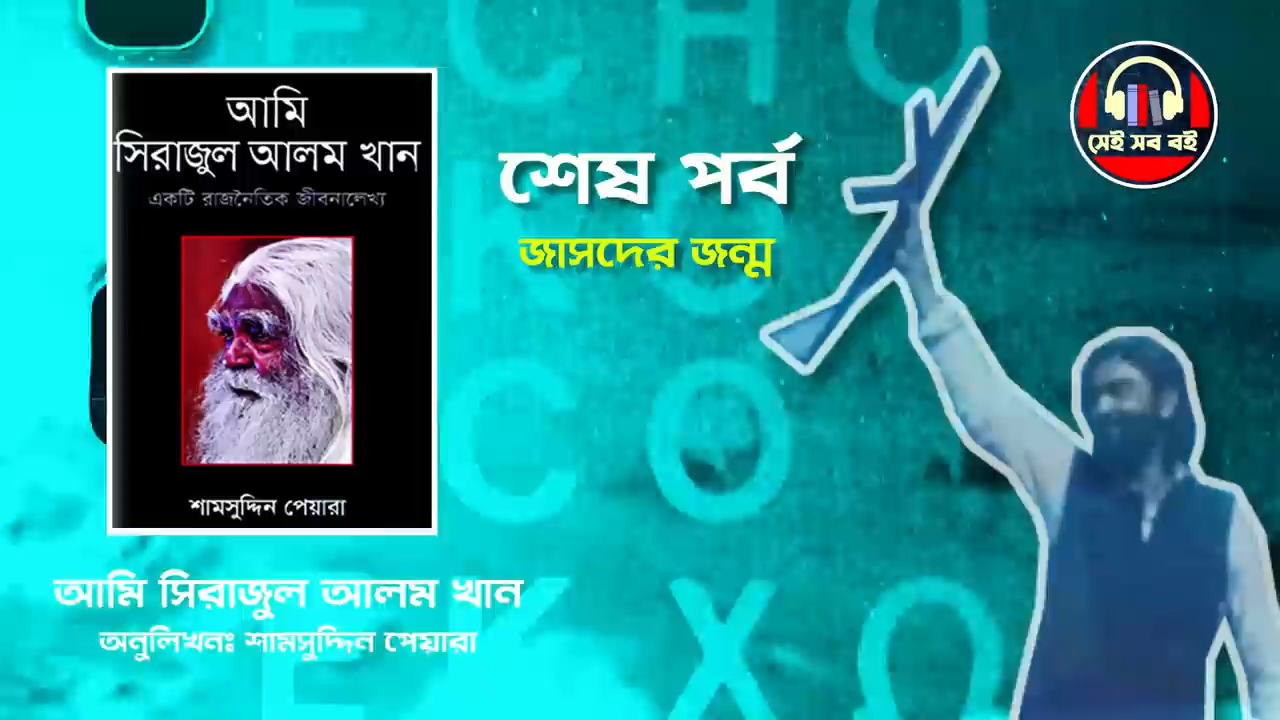 আমি
সিরাজুল আলম খান
একটি রাজনৈতিক জীবনালেখ্য
শামসুদ্দিন পেয়ারা
শেষ পর্ব
জাসদের জন্ম
সেই সব বই
আমি সিরাজুল আলম খান
অনুলিখনঃ শামসুদ্দিন পেয়ারা